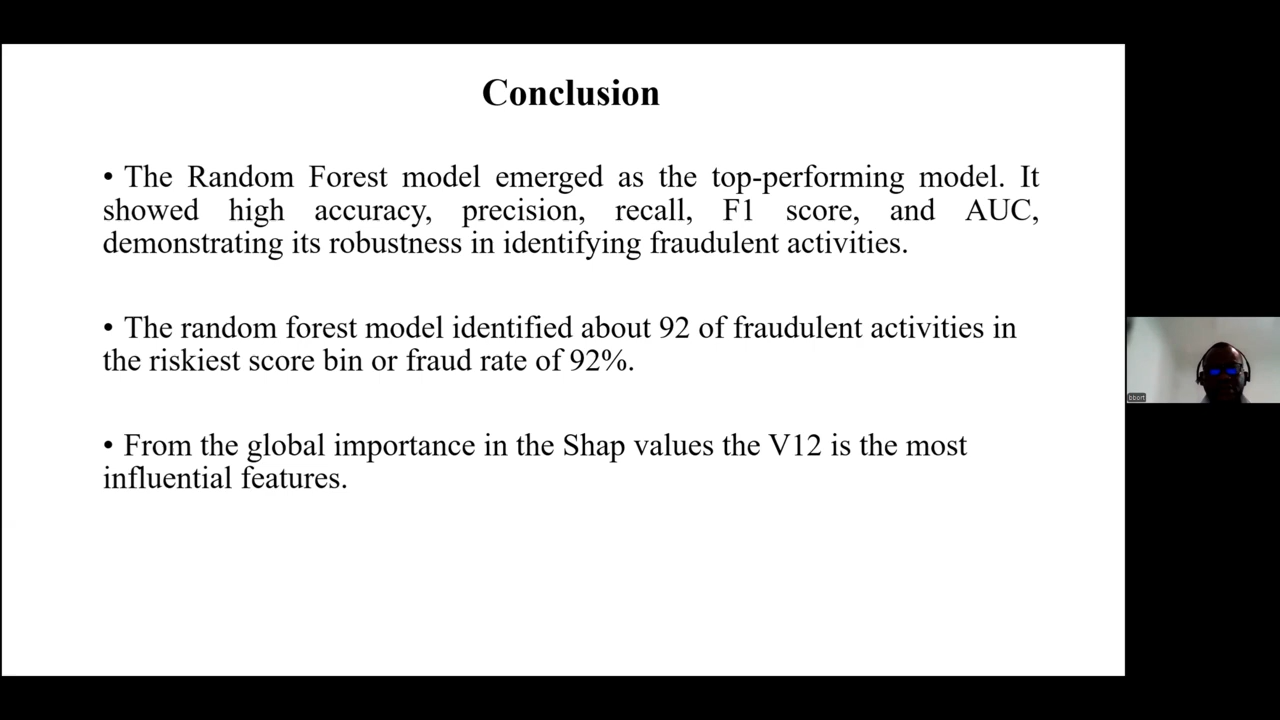 Conclusion
• The Random Forest model emerged as the top-performing model. It
showed high accuracy, precision, recall, F1 score, and AUC,
demonstrating its robustness in identifying fraudulent activities.
• The random forest model identified about 92 of fraudulent activities in
the riskiest score bin or fraud rate of 92%.
• From the global importance in the Shap values the V12 is the most
influential features.
bbort